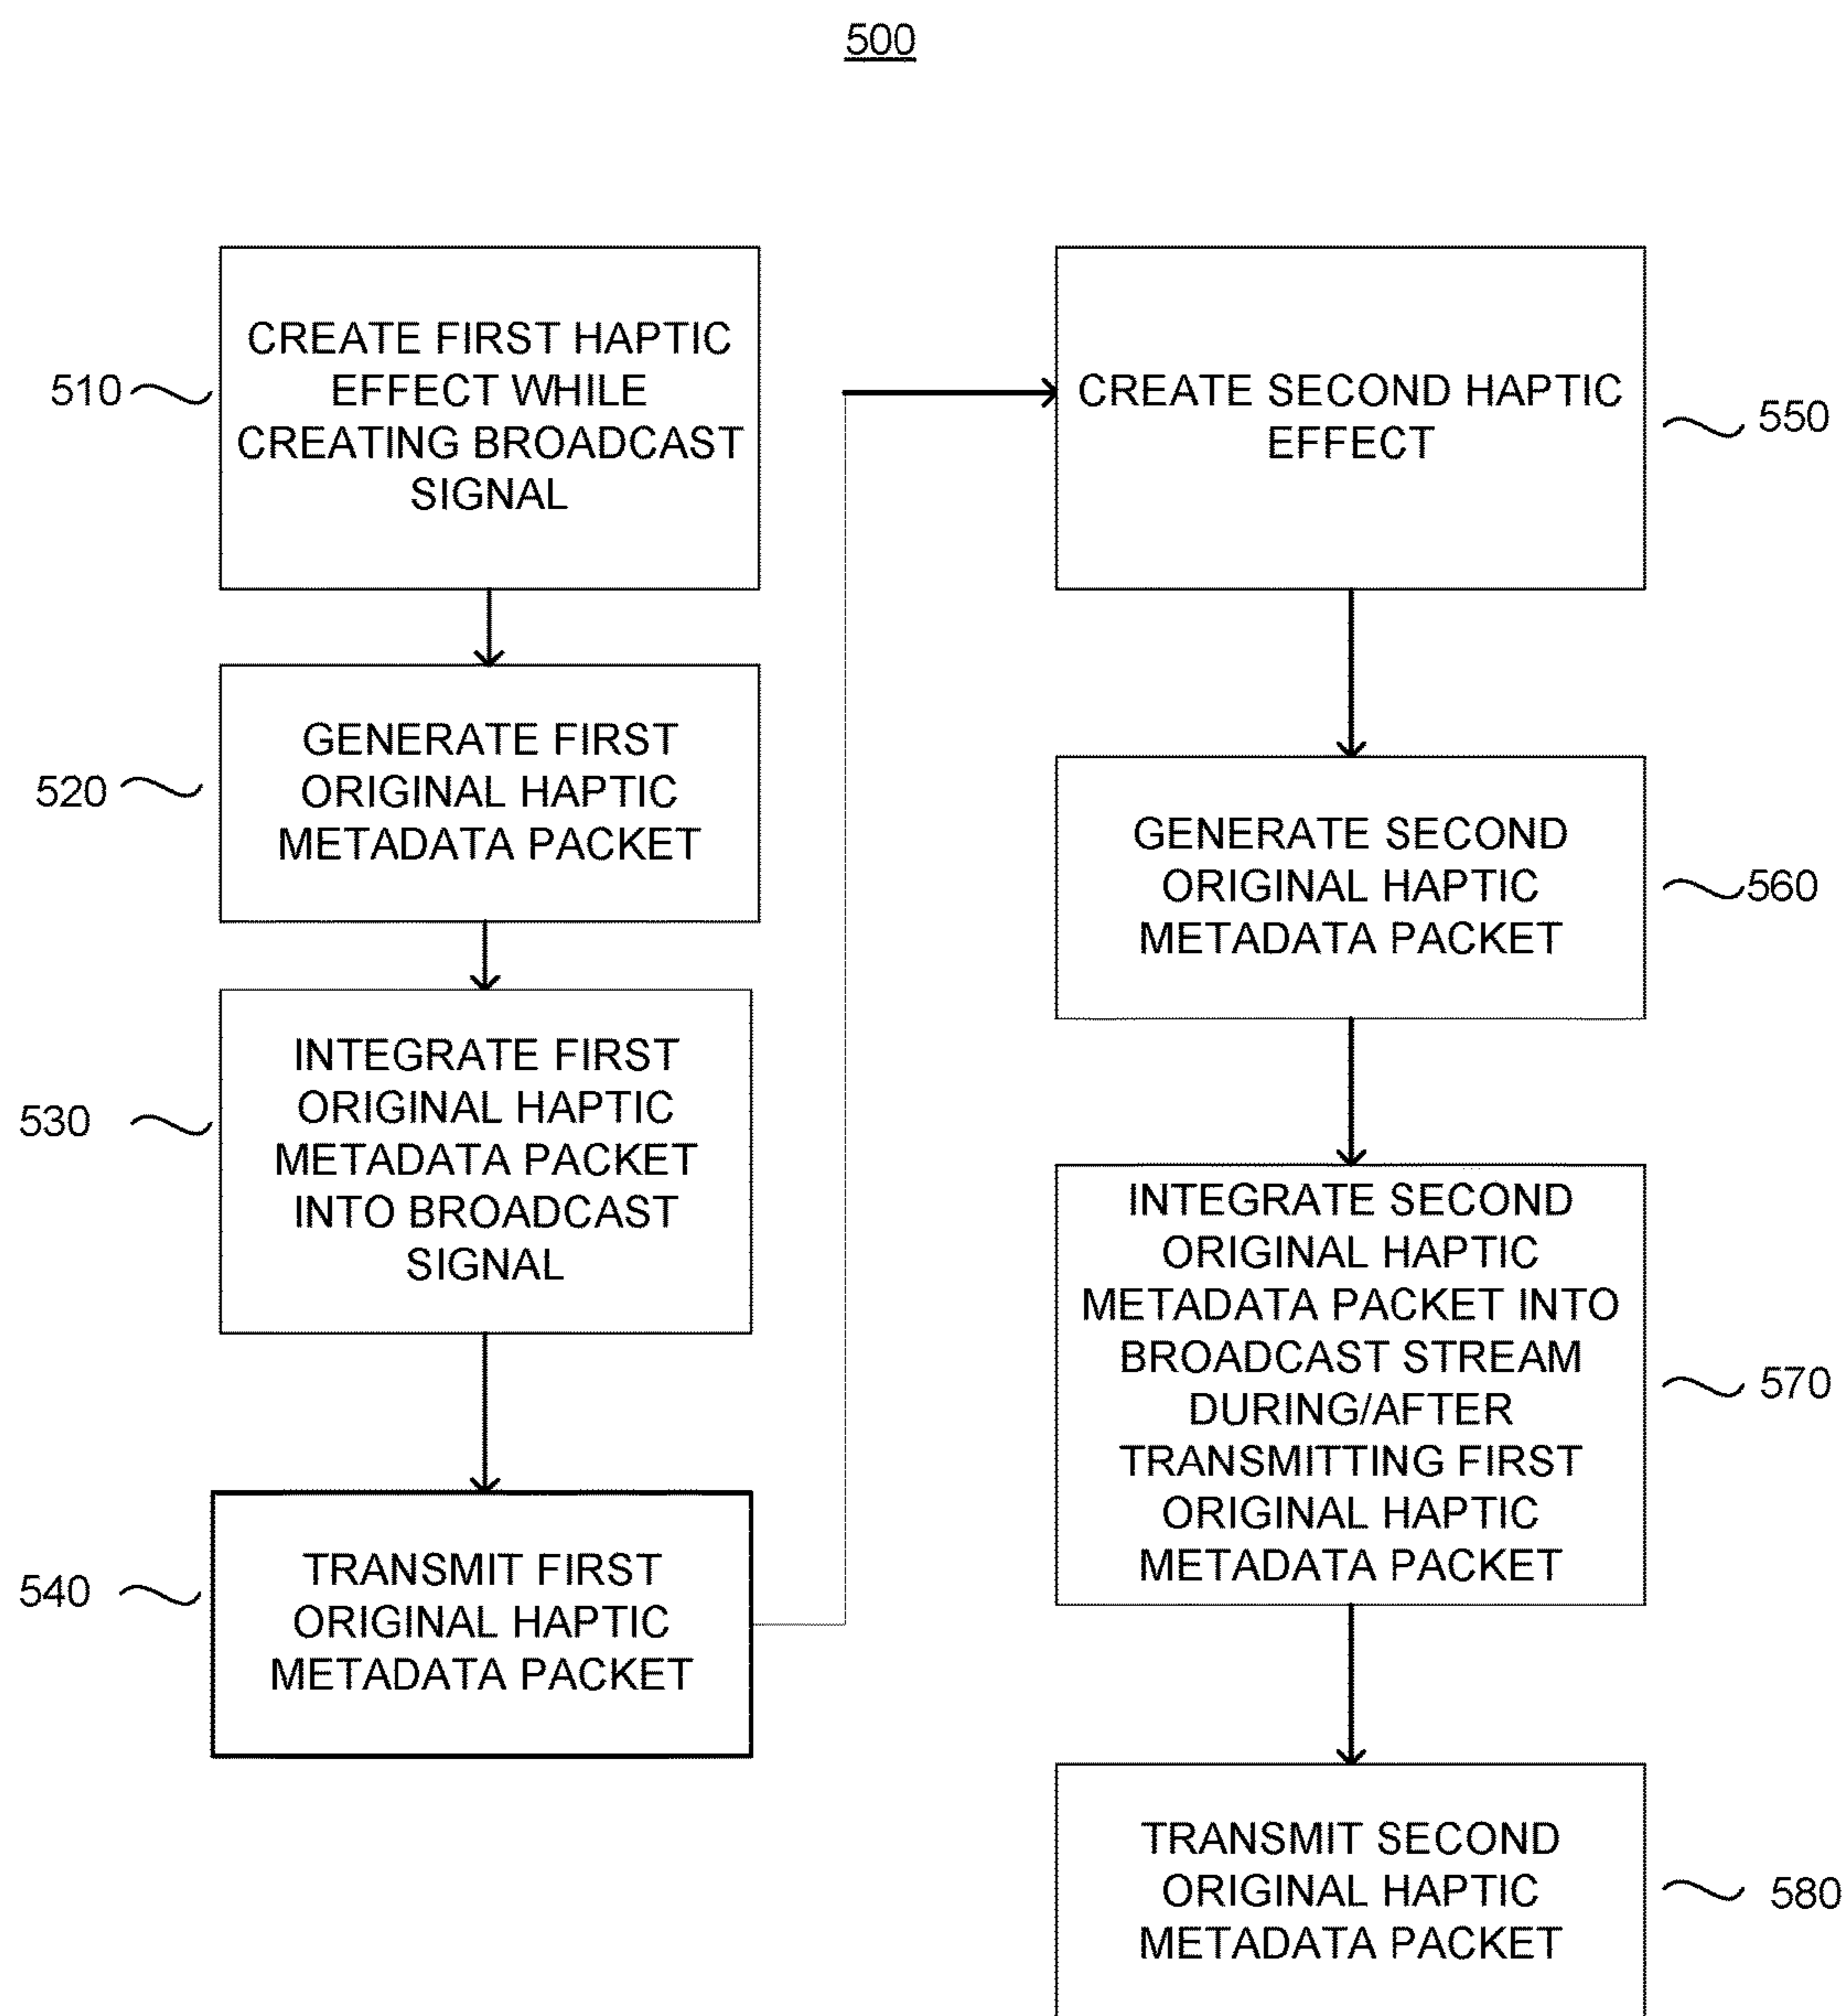 500
510
CREATE FIRST HAPTIC
EFFECT WHILE
CREATING BROADCAST
SIGNAL
520
GENERATE FIRST
ORIGINAL HAPTIC
METADATA PACKET
530
INTEGRATE FIRST
ORIGINAL HAPTIC
METADATA PACKET
INTO BROADCAST
SIGNAL
540
TRANSMIT FIRST
ORIGINAL HAPTIC
METADATA PACKET
CREATE SECOND HAPTIC
EFFECT
550
GENERATE SECOND
ORIGINAL HAPTIC
METADATA PACKET
560
INTEGRATE SECOND
ORIGINAL HAPTIC
METADATA PACKET INTO
BROADCAST STREAM
DURING/AFTER
TRANSMITTING FIRST
ORIGINAL HAPTIC
METADATA PACKET
570
TRANSMIT SECOND
ORIGINAL HAPTIC
METADATA PACKET
580